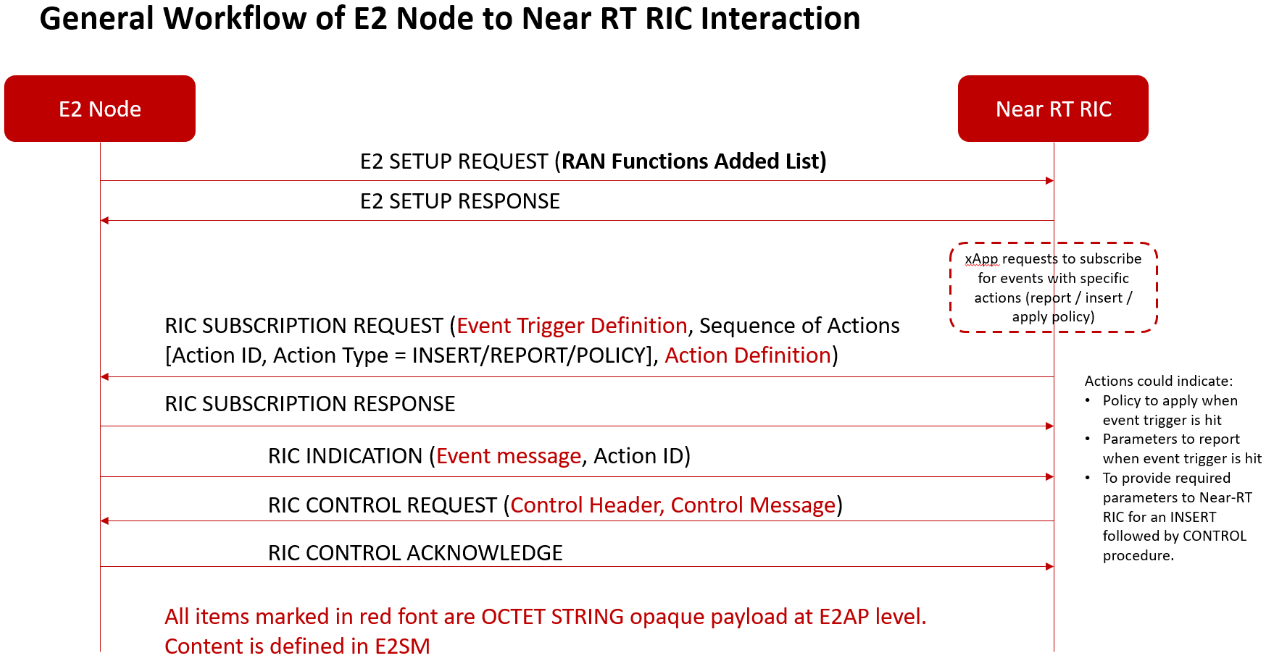 General Workflow of E2 Node to Near RT RIC Interaction
E2 Node
Near RT RIC
E2 SETUP REQUEST (RAN Functions Added List)
E2 SETUP RESPONSE
xApp requests to subscribe
for events with specific
actions (report / insert /
apply policy)
RIC SUBSCRIPTION REQUEST (Event Trigger Definition, Sequence of Actions
[Action ID, Action Type = INSERT/REPORT/POLICY], Action Definition)
RIC SUBSCRIPTION RESPONSE
RIC INDICATION (Event message, Action ID)
RIC CONTROL REQUEST (Control Header, Control Message)
RIC CONTROL ACKNOWLEDGE
Actions could indicate:
• Policy to apply when
event trigger is hit
• Parameters to report
when event trigger is hit
• To provide required
parameters to Near-RT
RIC for an INSERT
followed by CONTROL
procedure.
All items marked in red font are OCTET STRING opaque payload at E2AP level.
Content is defined in E2SM